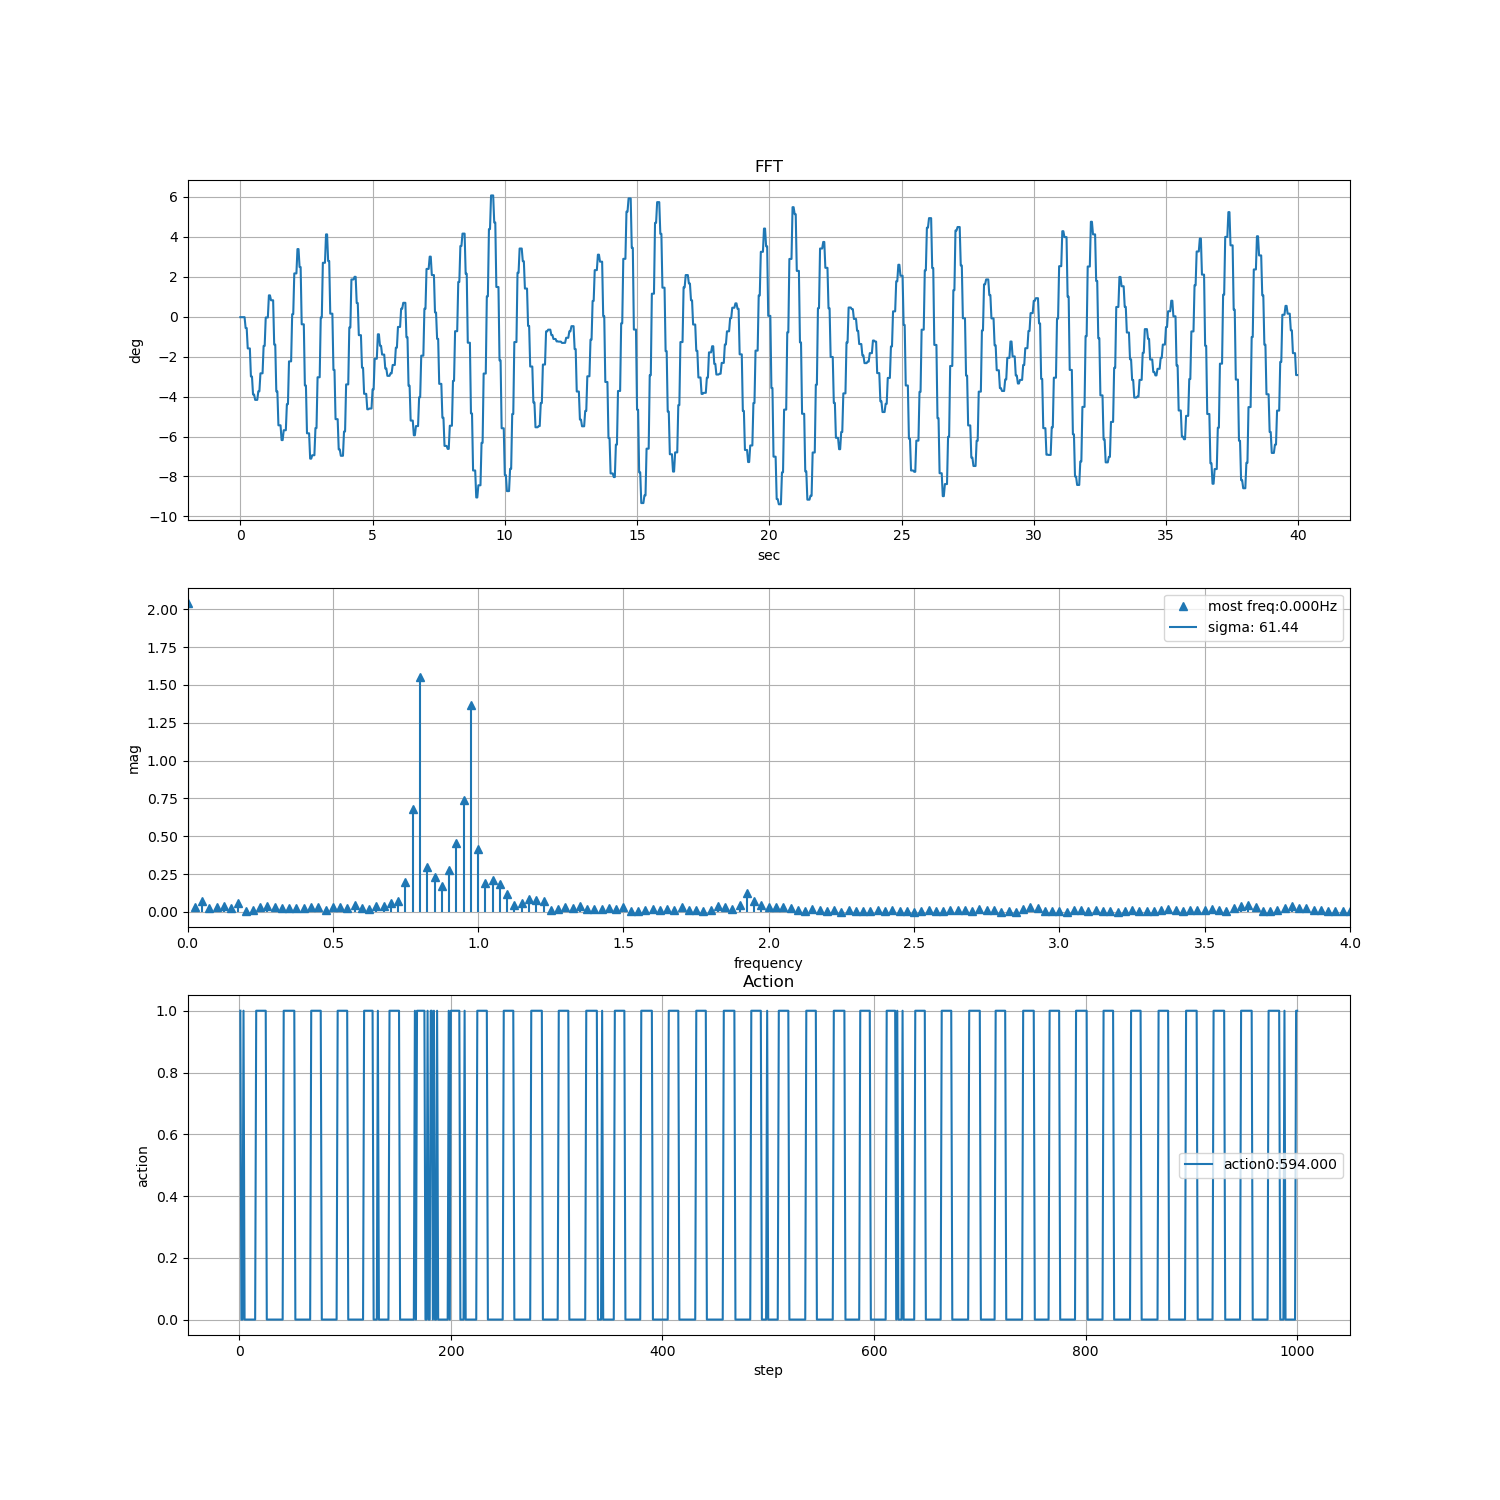 FFT
6
4
2
0
−2
−4
−6
−8
−10
deg
0 5 10 15 20 25 30 35 40
sec
2.00
1.75
1.50
1.25
1.00
0.75
0.50
0.25
0.00
mag
most freq:0.000Hz
sigma: 61.44
0.0 0.5 1.0 1.5 2.0 2.5 3.0 3.5 4.0
frequency
Action
1.0
0.8
0.6
0.4
0.2
0.0
action
action0:594.000
0 200 400 600 800 1000
step